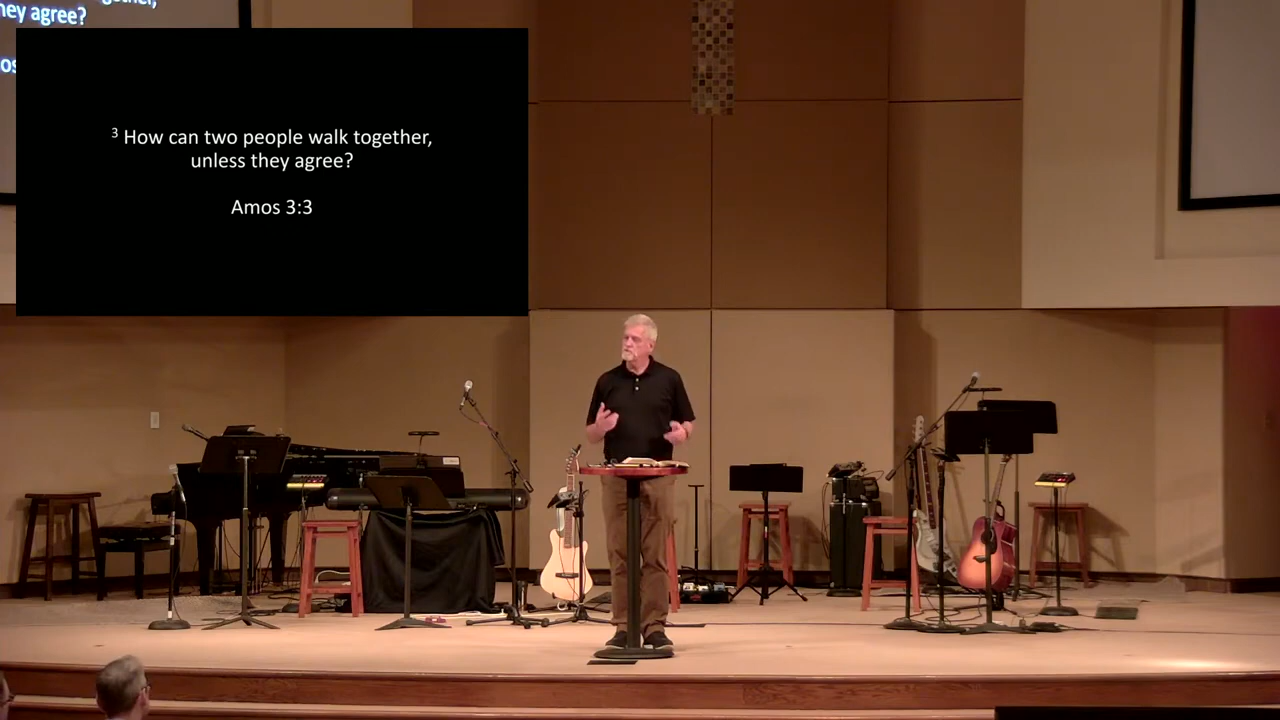 they agree?
3 How can two people walk together,
unless they agree?
Amos 3:3